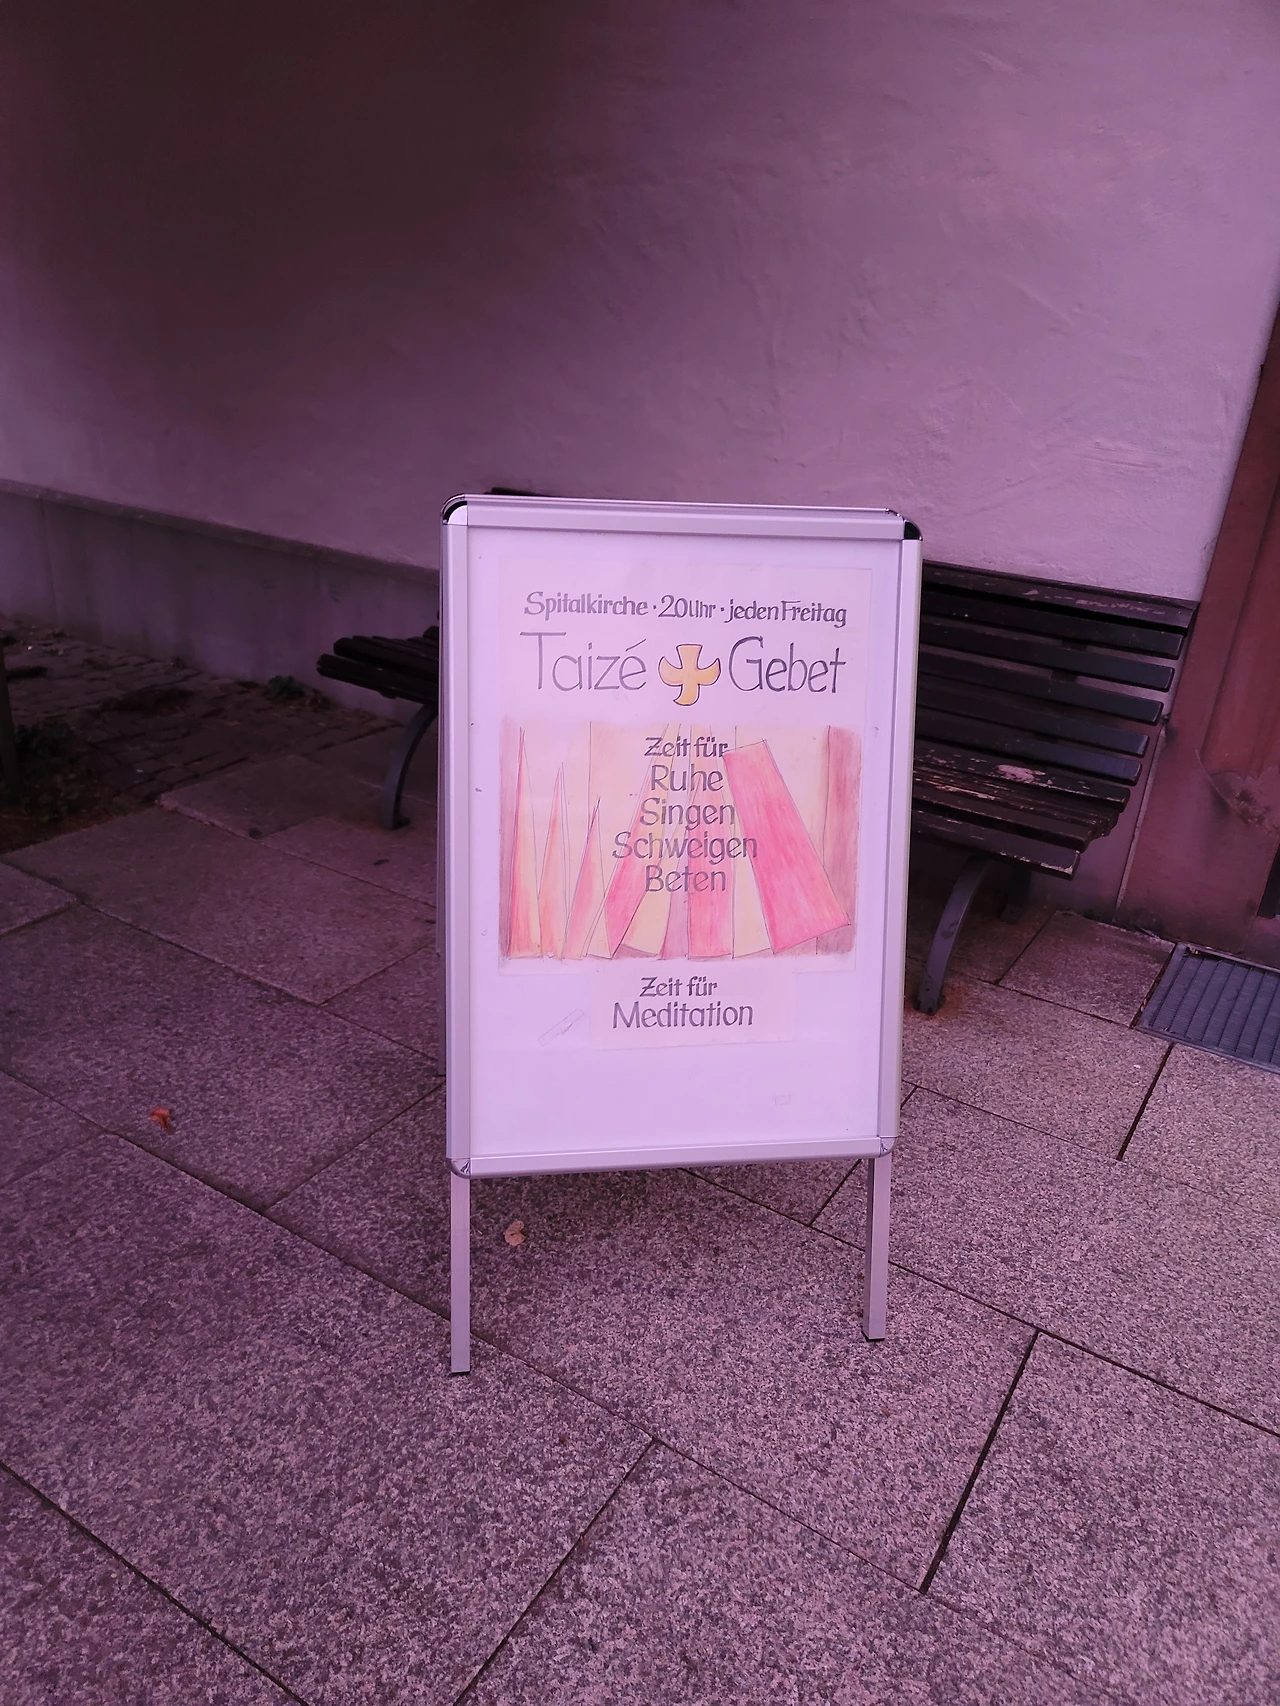 Spitalkirche · 20 Uhr · jeden Freitag
Taizé Gebet
Zeit für
Ruhe
Singen
Schweigen
Beten
Zeit für
Meditation